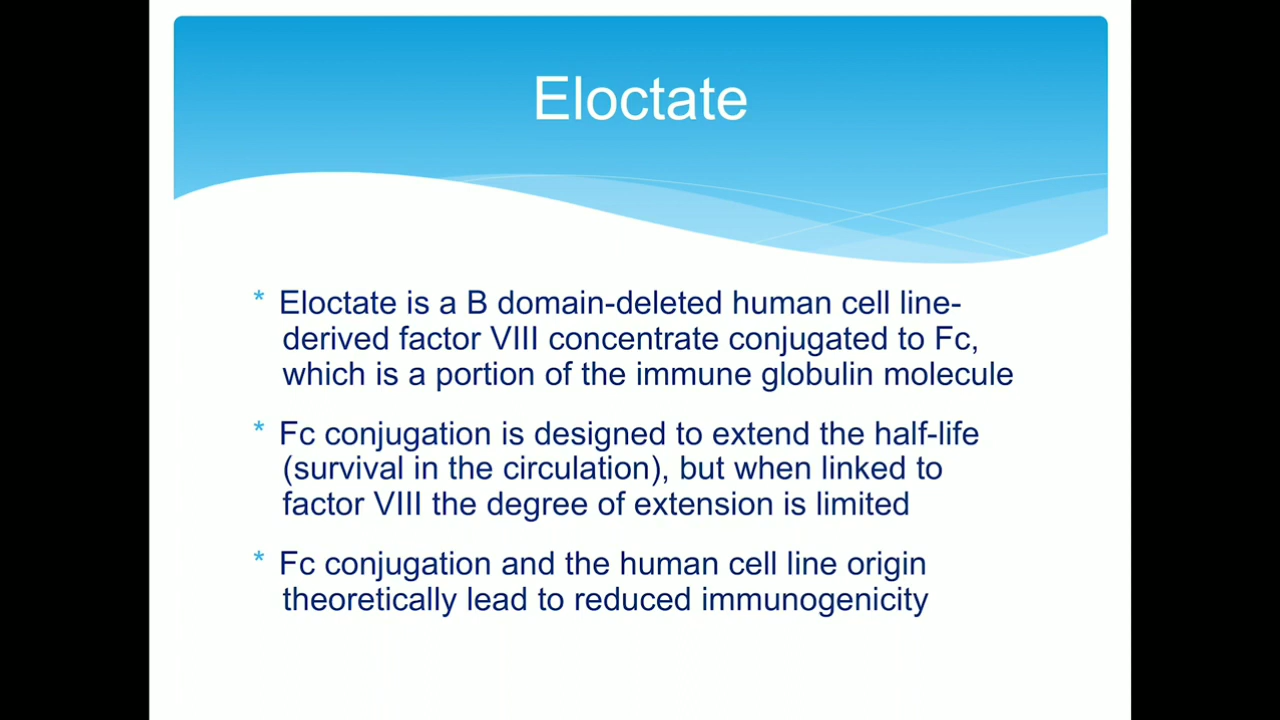 Eloctate
* Eloctate is a B domain-deleted human cell line-
derived factor VIII concentrate conjugated to Fc,
which is a portion of the immune globulin molecule
* Fc conjugation is designed to extend the half-life
(survival in the circulation), but when linked to
factor VIII the degree of extension is limited
* Fc conjugation and the human cell line origin
theoretically lead to reduced immunogenicity